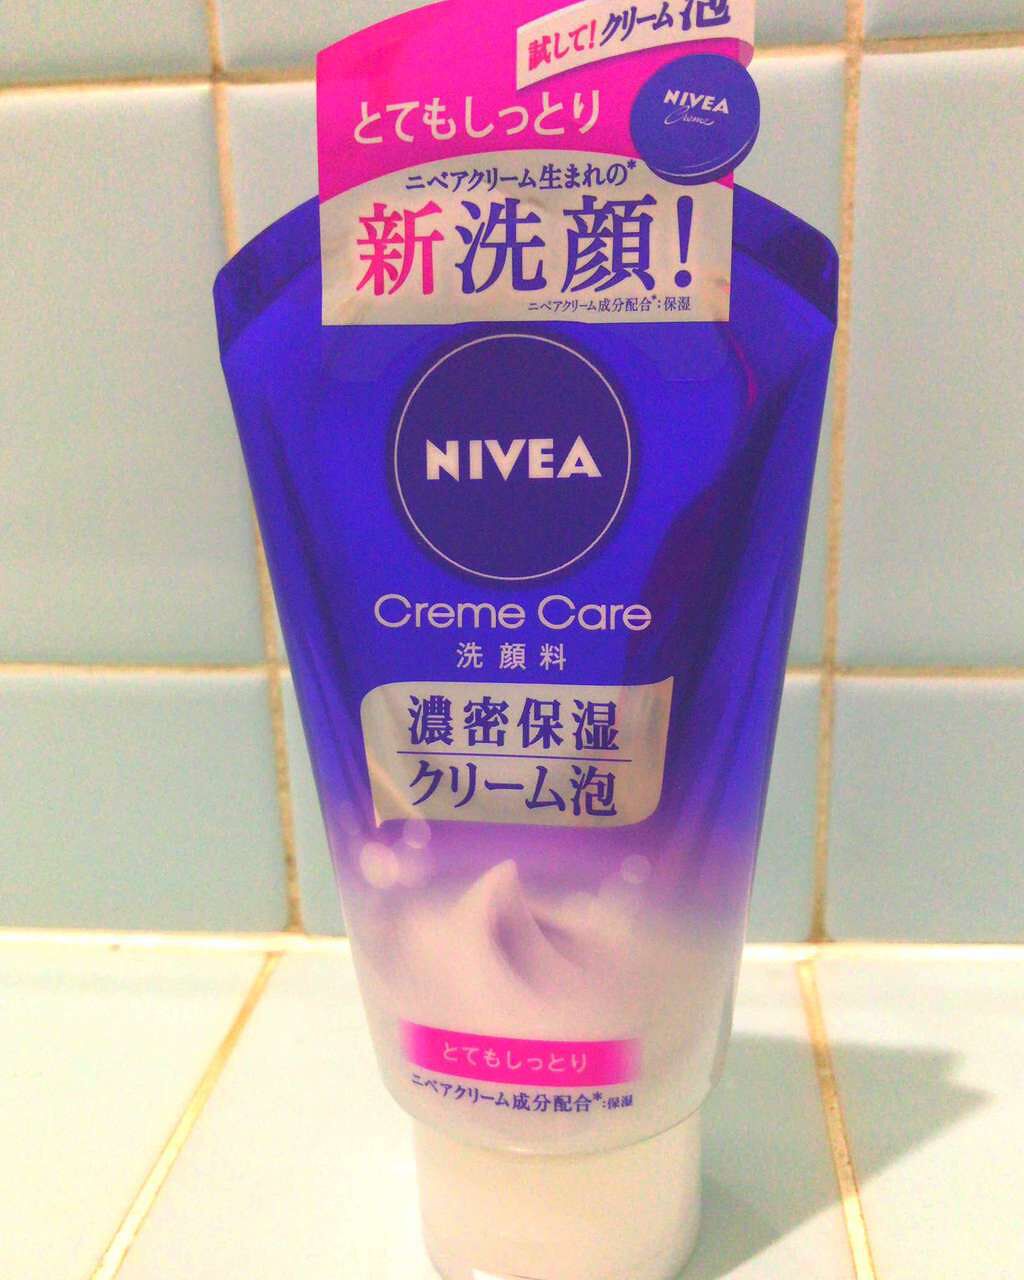 試して!クリーム泡
NIVEA
Creme
とてもしっとり
ニベアクリーム生まれの*
新洗顔!
ニベアクリーム成分配合*:保湿
NIVEA
Creme Care
洗顔料
濃密保湿
クリーム泡
とてもしっとり
ニベアクリーム成分配合*:保湿